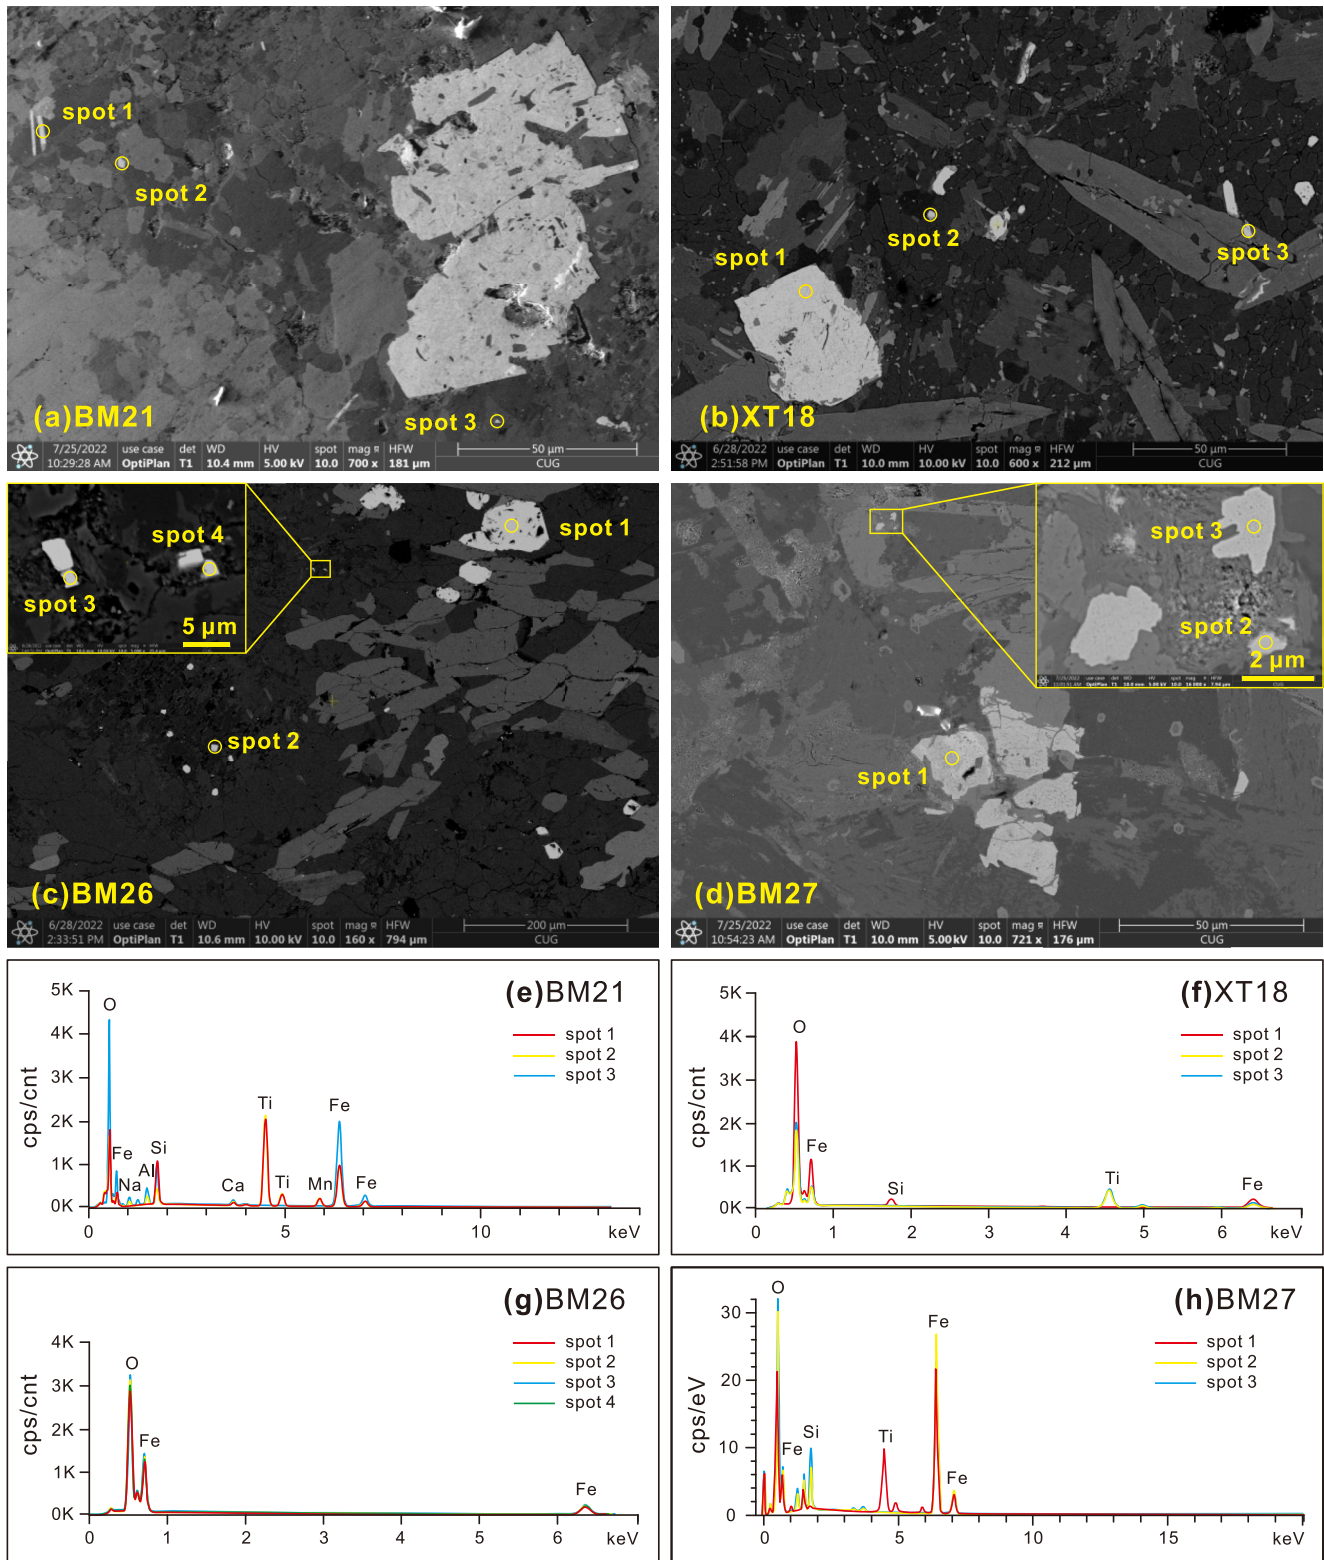 spot 1
spot 2
spot 3
(a)BM21
7/25/2022 use case det WD HV spot mag HFW 50 µm
10:29:28 AM OptiPlan T1 10.4 mm 5.00 kV 10.0 700 x 181 µm CUG
spot 1
spot 2
spot 3
(b)XT18
6/28/2022 use case det WD HV spot mag HFW 50 µm
2:51:58 PM OptiPlan T1 10.0 mm 10.00 kV 10.0 600 x 212 µm CUG
spot 1
spot 4
spot 3
5 µm
spot 2
(c)BM26
6/28/2022 use case det WD HV spot mag HFW 200 µm
2:33:51 PM OptiPlan T1 10.6 mm 10.00 kV 10.0 160 x 794 µm CUG
spot 3
spot 2
2 µm
CUG
spot 1
(d)BM27
7/25/2022 use case det WD HV spot mag HFW 50 µm
10:54:23 AM OptiPlan T1 10.0 mm 5.00 kV 10.0 721 x 176 µm CUG
(e)BM21
spot 1
spot 2
spot 3
cps/cnt
5K
4K
3K
2K
1K
0K
O
Fe
Na
Al
Si
Ca
Ti
Ti
Mn
Fe
Fe
0 5 10 keV
(f)XT18
spot 1
spot 2
spot 3
cps/cnt
5K
4K
3K
2K
1K
0K
O
Fe
Si
Ti
Fe
0 1 2 3 4 5 6 keV
(g)BM26
spot 1
spot 2
spot 3
spot 4
cps/cnt
4K
3K
2K
1K
0K
O
Fe
Fe
0 1 2 3 4 5 6 keV
(h)BM27
spot 1
spot 2
spot 3
cps/eV
30
20
10
0
O
Fe
Si
Ti
Fe
Fe
0 5 10 15 keV